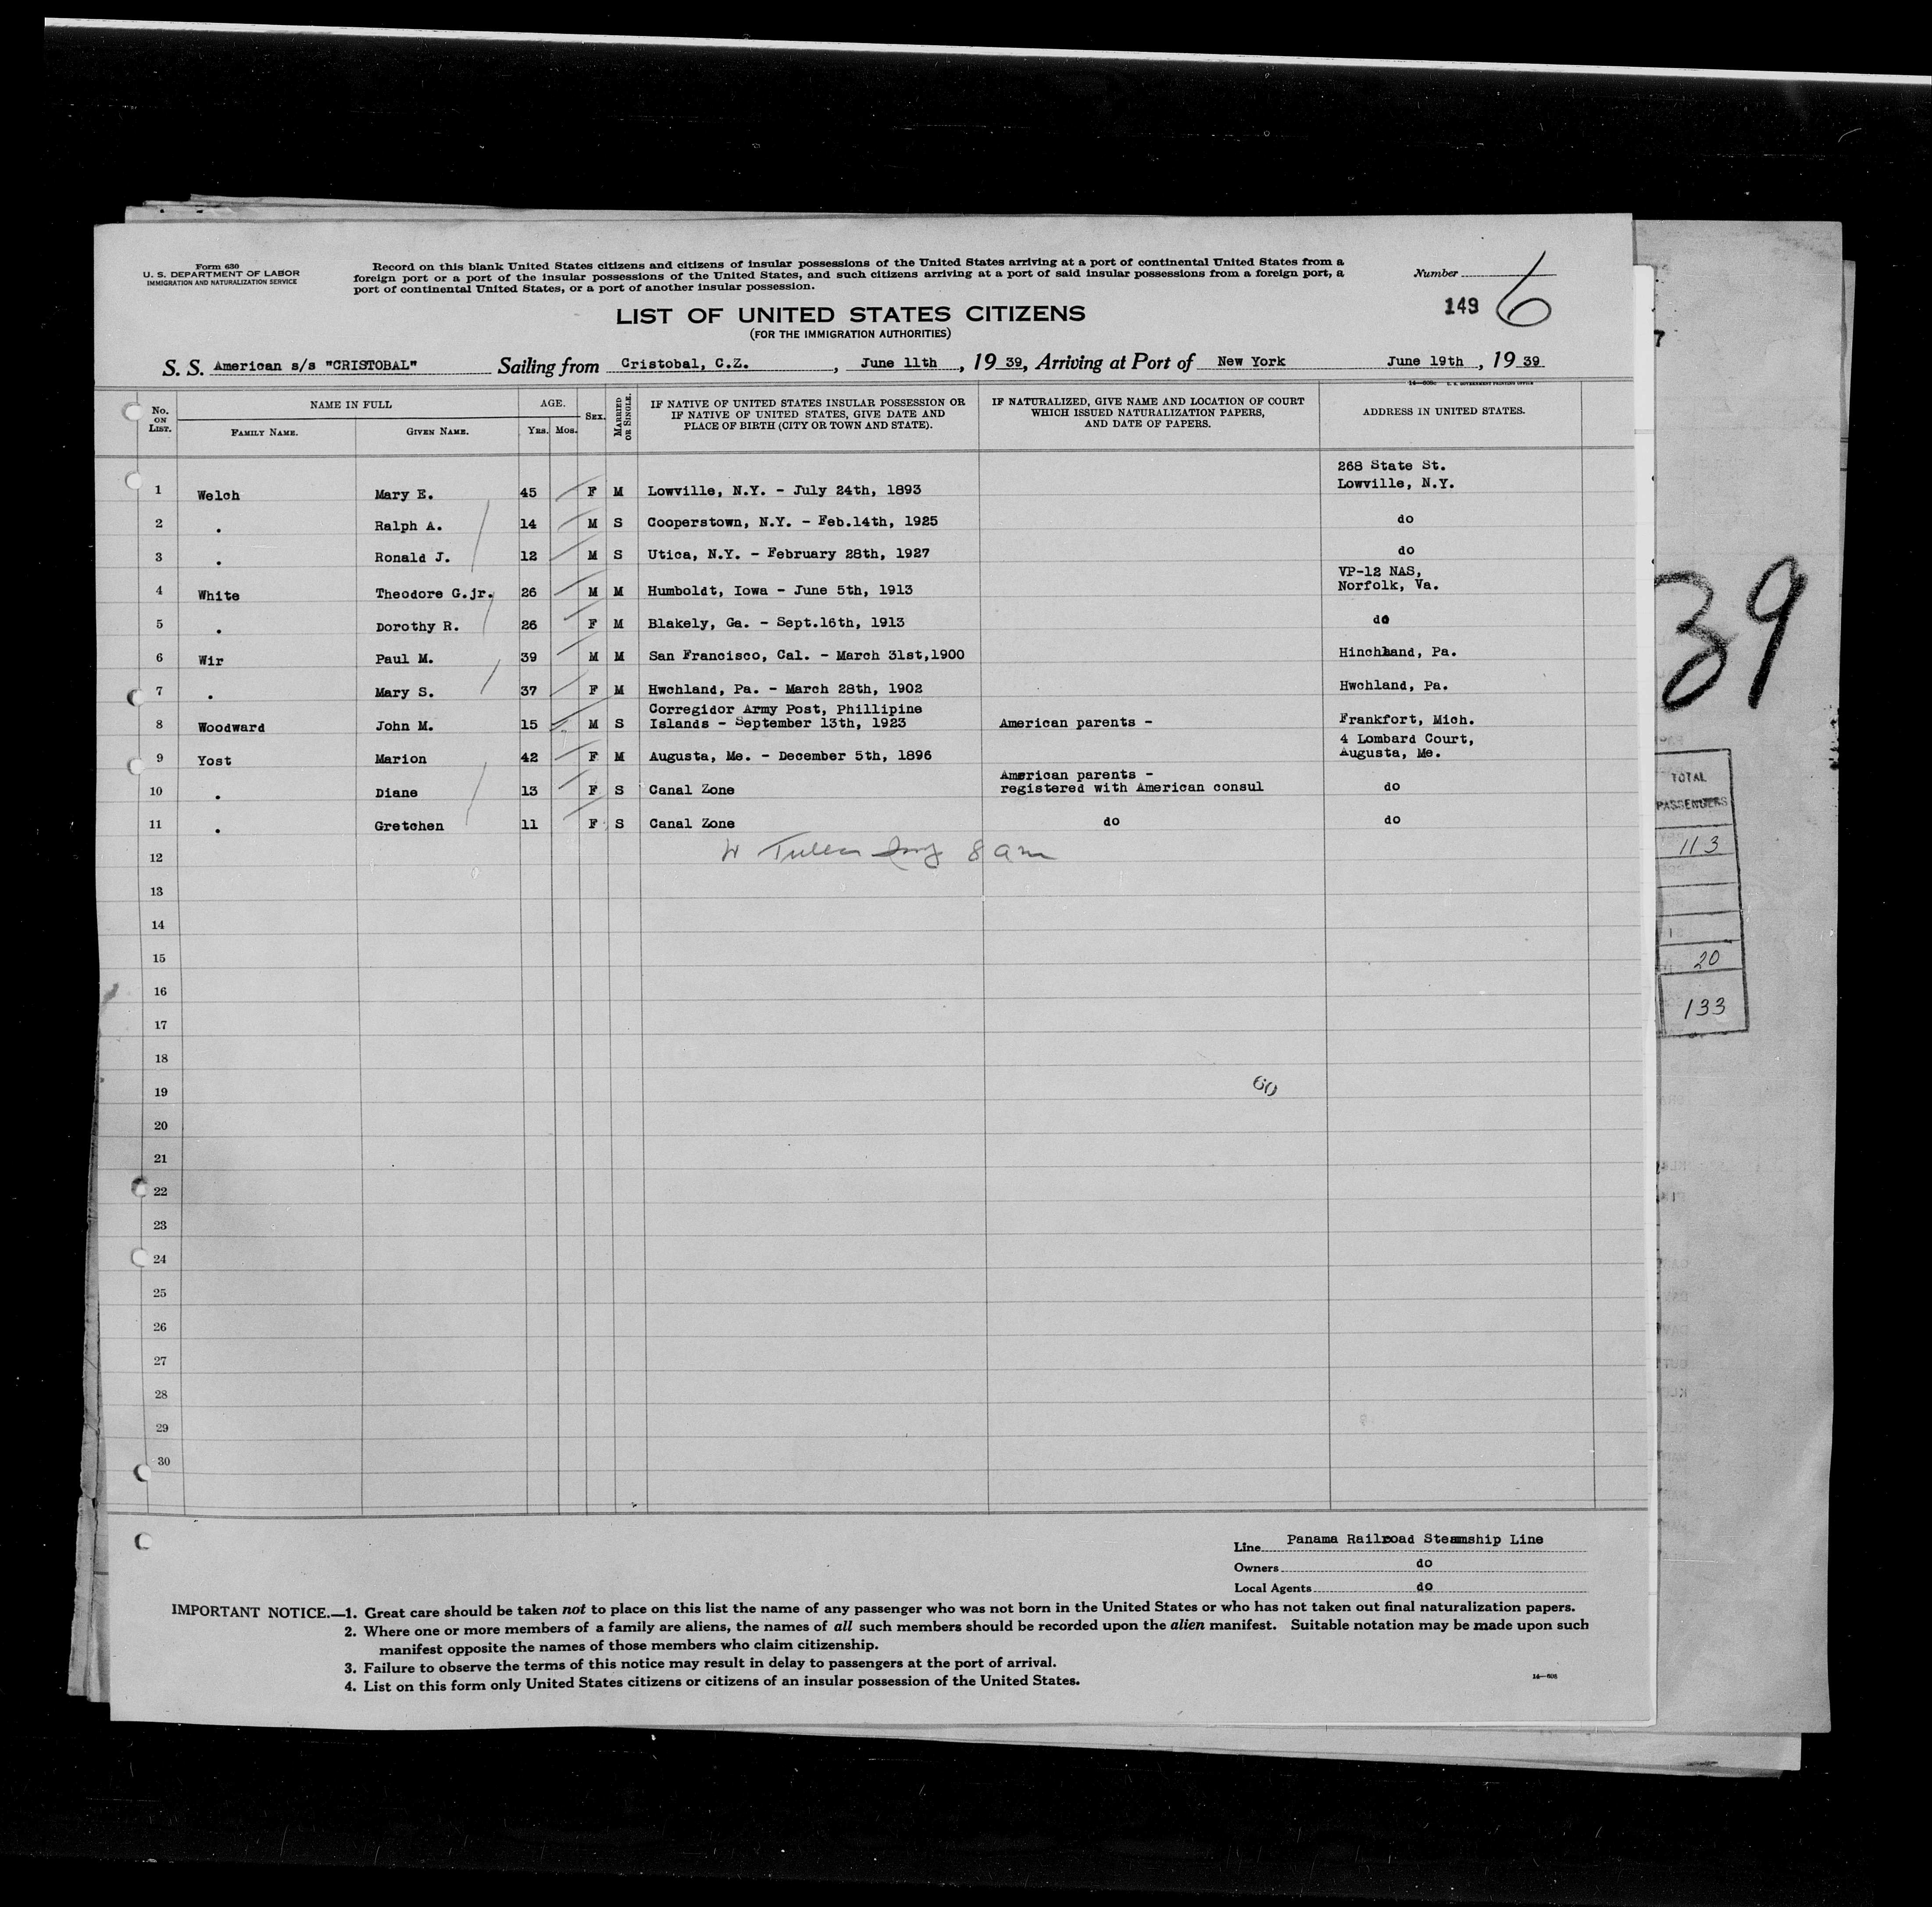 Form 630
U. S. DEPARTMENT OF LABOR
IMMIGRATION AND NATURALIZATION SERVICE
Record on this blank United States citizens and citizens of insular possessions of the United States arriving at a port of continental United States from a
foreign port or a port of the insular possessions of the United States, and such citizens arriving at a port of said insular possessions from a foreign port, a
port of continental United States, or a port of another insular possession.
Number
149 6
LIST OF UNITED STATES CITIZENS
(FOR THE IMMIGRATION AUTHORITIES)
S. S. American s/s "CRISTOBAL" Sailing from Cristobal, C.Z. , June 11th , 19 39, Arriving at Port of New York June 19th , 19 39
No. ON LIST. NAME IN FULL AGE. SEX. MARRIED OR SINGLE. IF NATIVE OF UNITED STATES INSULAR POSSESSION OR IF NATIVE OF UNITED STATES, GIVE DATE AND PLACE OF BIRTH (CITY OR TOWN AND STATE). IF NATURALIZED, GIVE NAME AND LOCATION OF COURT WHICH ISSUED NATURALIZATION PAPERS, AND DATE OF PAPERS. ADDRESS IN UNITED STATES.
FAMILY NAME. GIVEN NAME. YRS. MOS.
268 State St.
1 Welch Mary E. 45 F M Lowville, N.Y. - July 24th, 1893 Lowville, N.Y.
2 . Ralph A. 14 M S Cooperstown, N.Y. - Feb.14th, 1925 do
3 . Ronald J. 12 M S Utica, N.Y. - February 28th, 1927 do
VP-12 NAS,
4 White Theodore G.jr. 26 M M Humboldt, Iowa - June 5th, 1913 Norfolk, Va.
5 . Dorothy R. 26 F M Blakely, Ga. - Sept.16th, 1913 do
6 Wir Paul M. 39 M M San Francisco, Cal. - March 31st,1900 Hinchland, Pa.
7 . Mary S. 37 F M Hwchland, Pa. - March 28th, 1902 Hwchland, Pa.
Corregidor Army Post, Phillipine
8 Woodward John M. 15 M S Islands - September 13th, 1923 American parents - Frankfort, Mich.
4 Lombard Court,
9 Yost Marion 42 F M Augusta, Me. - December 5th, 1896 Augusta, Me.
American parents -
10 . Diane 13 F S Canal Zone registered with American consul do
11 . Gretchen 11 F S Canal Zone do do
12 8 am
13
14
15
16
17
18
19 60
20
21
22
23
24
25
26
27
28
29
30
Line Panama Railroad Steamship Line
Owners do
Local Agents do
IMPORTANT NOTICE.—1. Great care should be taken not to place on this list the name of any passenger who was not born in the United States or who has not taken out final naturalization papers.
2. Where one or more members of a family are aliens, the names of all such members should be recorded upon the alien manifest. Suitable notation may be made upon such
manifest opposite the names of those members who claim citizenship.
3. Failure to observe the terms of this notice may result in delay to passengers at the port of arrival.
4. List on this form only United States citizens or citizens of an insular possession of the United States.
39
TOTAL
PASSENGERS
113
20
133